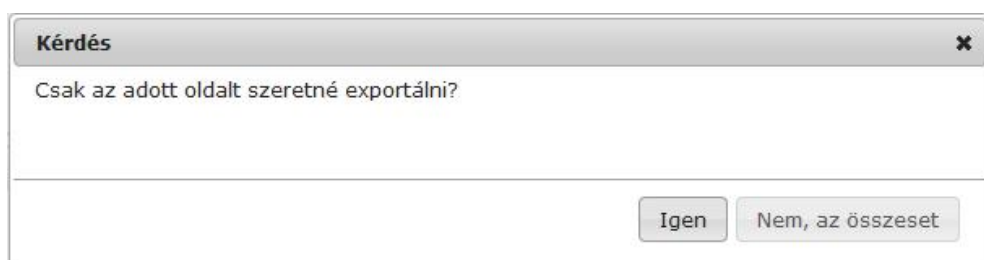 Kérdés
Csak az adott oldalt szeretné exportálni?
Igen
Nem, az összeset